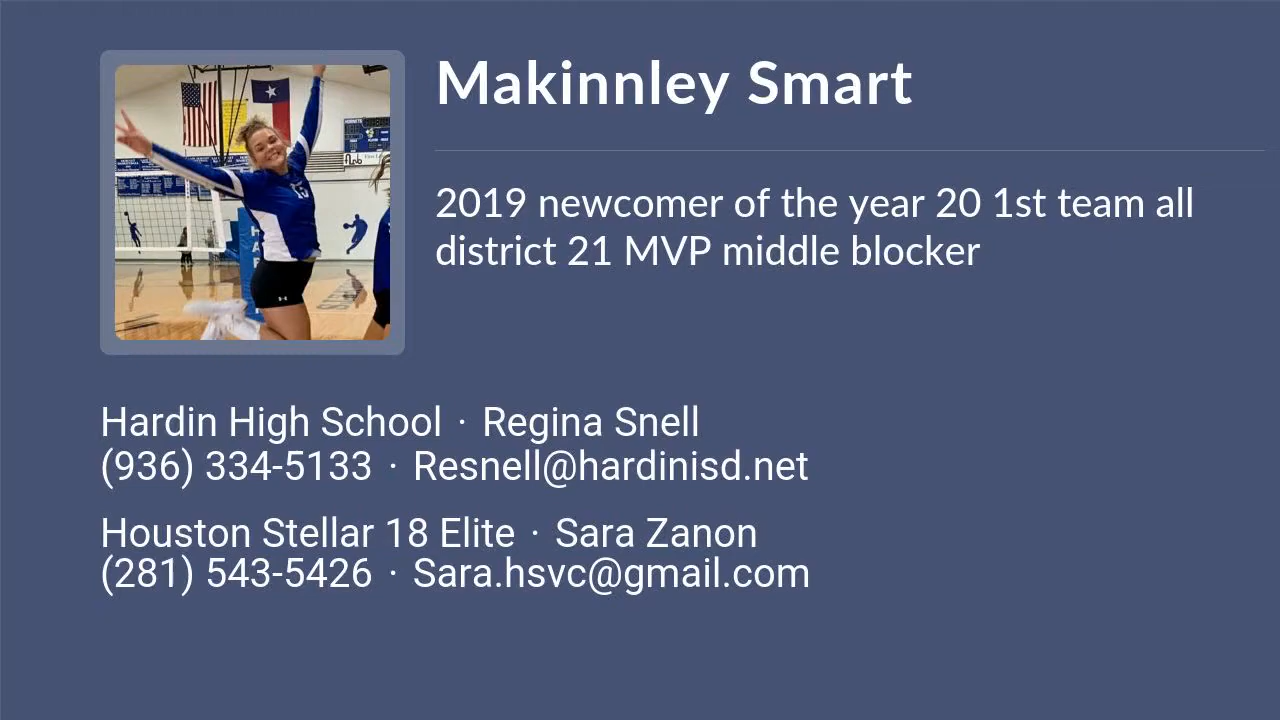 Makinnley Smart
2019 newcomer of the year 20 1st team all
district 21 MVP middle blocker
Hardin High School · Regina Snell
(936) 334-5133 · Resnell@hardinisd.net
Houston Stellar 18 Elite · Sara Zanon
(281) 543-5426 · Sara.hsvc@gmail.com